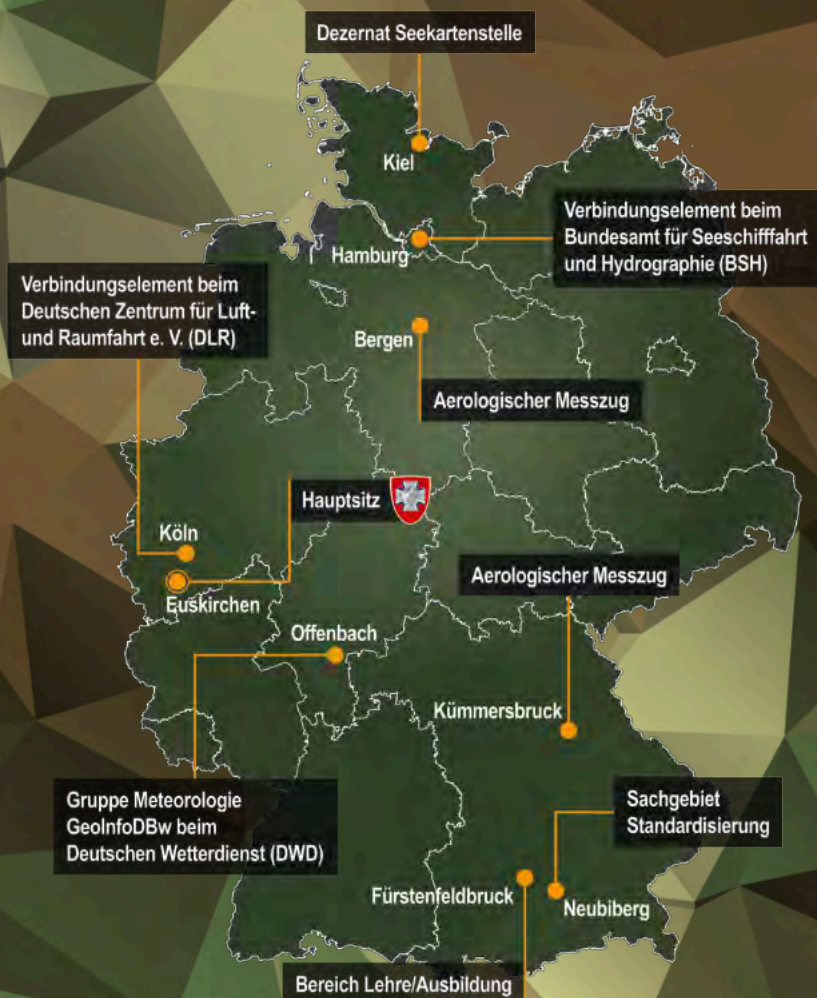 Dezernat Seekartenstelle
Kiel
Verbindungselement beim
Bundesamt für Seeschifffahrt
und Hydrographie (BSH)
Hamburg
Verbindungselement beim
Deutschen Zentrum für Luft-
und Raumfahrt e. V. (DLR)
Bergen
Aerologischer Messzug
Hauptsitz
Köln
Aerologischer Messzug
Euskirchen
Offenbach
Kümmersbruck
Gruppe Meteorologie
GeoInfoDBw beim
Deutschen Wetterdienst (DWD)
Sachgebiet
Standardisierung
Fürstenfeldbruck
Neubiberg
Bereich Lehre/Ausbildung